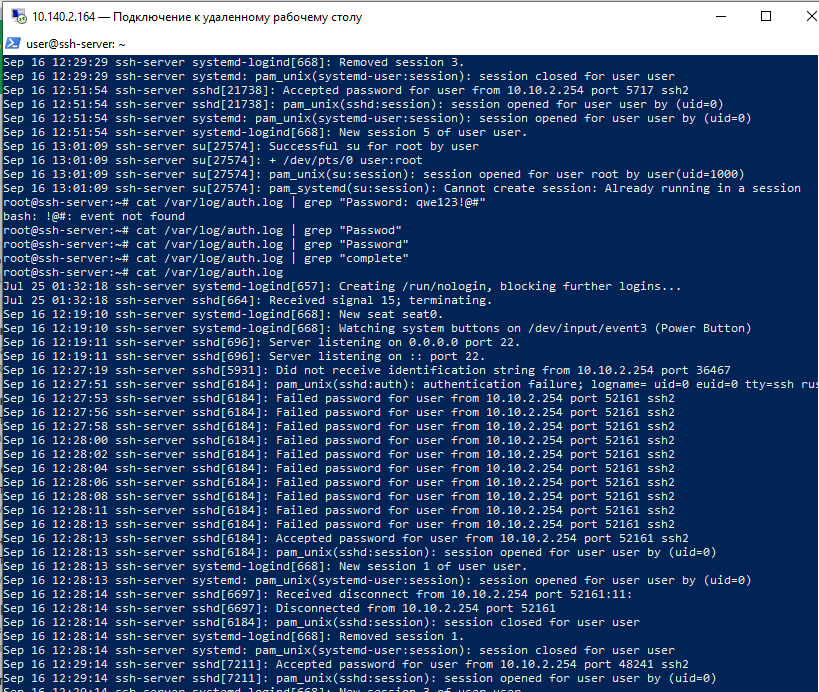 10.140.2.164 — Подключение к удаленному рабочему столу
user@ssh-server: ~
Sep 16 12:29:29 ssh-server systemd-logind[668]: Removed session 3.
Sep 16 12:29:29 ssh-server systemd: pam_unix(systemd-user:session): session closed for user user
Sep 16 12:51:54 ssh-server sshd[21738]: Accepted password for user from 10.10.2.254 port 5717 ssh2
Sep 16 12:51:54 ssh-server sshd[21738]: pam_unix(sshd:session): session opened for user user by (uid=0)
Sep 16 12:51:54 ssh-server systemd: pam_unix(systemd-user:session): session opened for user user by (uid=0)
Sep 16 12:51:54 ssh-server systemd-logind[668]: New session 5 of user user.
Sep 16 13:01:09 ssh-server su[27574]: Successful su for root by user
Sep 16 13:01:09 ssh-server su[27574]: + /dev/pts/0 user:root
Sep 16 13:01:09 ssh-server su[27574]: pam_unix(su:session): session opened for user root by user(uid=1000)
Sep 16 13:01:09 ssh-server su[27574]: pam_systemd(su:session): Cannot create session: Already running in a session
root@ssh-server:~# cat /var/log/auth.log | grep "Password: qwe123!@#"
bash: !@#: event not found
root@ssh-server:~# cat /var/log/auth.log | grep "Passwod"
root@ssh-server:~# cat /var/log/auth.log | grep "Password"
root@ssh-server:~# cat /var/log/auth.log | grep "complete"
root@ssh-server:~# cat /var/log/auth.log
Jul 25 01:32:18 ssh-server systemd-logind[657]: Creating /run/nologin, blocking further logins...
Jul 25 01:32:18 ssh-server sshd[664]: Received signal 15; terminating.
Sep 16 12:19:10 ssh-server systemd-logind[668]: New seat seat0.
Sep 16 12:19:10 ssh-server systemd-logind[668]: Watching system buttons on /dev/input/event3 (Power Button)
Sep 16 12:19:11 ssh-server sshd[696]: Server listening on 0.0.0.0 port 22.
Sep 16 12:19:11 ssh-server sshd[696]: Server listening on :: port 22.
Sep 16 12:27:19 ssh-server sshd[5931]: Did not receive identification string from 10.10.2.254 port 36467
Sep 16 12:27:51 ssh-server sshd[6184]: pam_unix(sshd:auth): authentication failure; logname= uid=0 euid=0 tty=ssh rus
Sep 16 12:27:53 ssh-server sshd[6184]: Failed password for user from 10.10.2.254 port 52161 ssh2
Sep 16 12:27:56 ssh-server sshd[6184]: Failed password for user from 10.10.2.254 port 52161 ssh2
Sep 16 12:27:58 ssh-server sshd[6184]: Failed password for user from 10.10.2.254 port 52161 ssh2
Sep 16 12:28:00 ssh-server sshd[6184]: Failed password for user from 10.10.2.254 port 52161 ssh2
Sep 16 12:28:02 ssh-server sshd[6184]: Failed password for user from 10.10.2.254 port 52161 ssh2
Sep 16 12:28:04 ssh-server sshd[6184]: Failed password for user from 10.10.2.254 port 52161 ssh2
Sep 16 12:28:06 ssh-server sshd[6184]: Failed password for user from 10.10.2.254 port 52161 ssh2
Sep 16 12:28:08 ssh-server sshd[6184]: Failed password for user from 10.10.2.254 port 52161 ssh2
Sep 16 12:28:11 ssh-server sshd[6184]: Failed password for user from 10.10.2.254 port 52161 ssh2
Sep 16 12:28:13 ssh-server sshd[6184]: Failed password for user from 10.10.2.254 port 52161 ssh2
Sep 16 12:28:13 ssh-server sshd[6184]: Accepted password for user from 10.10.2.254 port 52161 ssh2
Sep 16 12:28:13 ssh-server sshd[6184]: pam_unix(sshd:session): session opened for user user by (uid=0)
Sep 16 12:28:13 ssh-server systemd-logind[668]: New session 1 of user user.
Sep 16 12:28:13 ssh-server systemd: pam_unix(systemd-user:session): session opened for user user by (uid=0)
Sep 16 12:28:14 ssh-server sshd[6697]: Received disconnect from 10.10.2.254 port 52161:11:
Sep 16 12:28:14 ssh-server sshd[6697]: Disconnected from 10.10.2.254 port 52161
Sep 16 12:28:14 ssh-server sshd[6184]: pam_unix(sshd:session): session closed for user user
Sep 16 12:28:14 ssh-server systemd-logind[668]: Removed session 1.
Sep 16 12:28:14 ssh-server systemd: pam_unix(systemd-user:session): session closed for user user
Sep 16 12:29:14 ssh-server sshd[7211]: Accepted password for user from 10.10.2.254 port 48241 ssh2
Sep 16 12:29:14 ssh-server sshd[7211]: pam_unix(sshd:session): session opened for user user by (uid=0)
Sep 16 12:29:14 ssh-server systemd-logind[668]: New session 3 of user user.